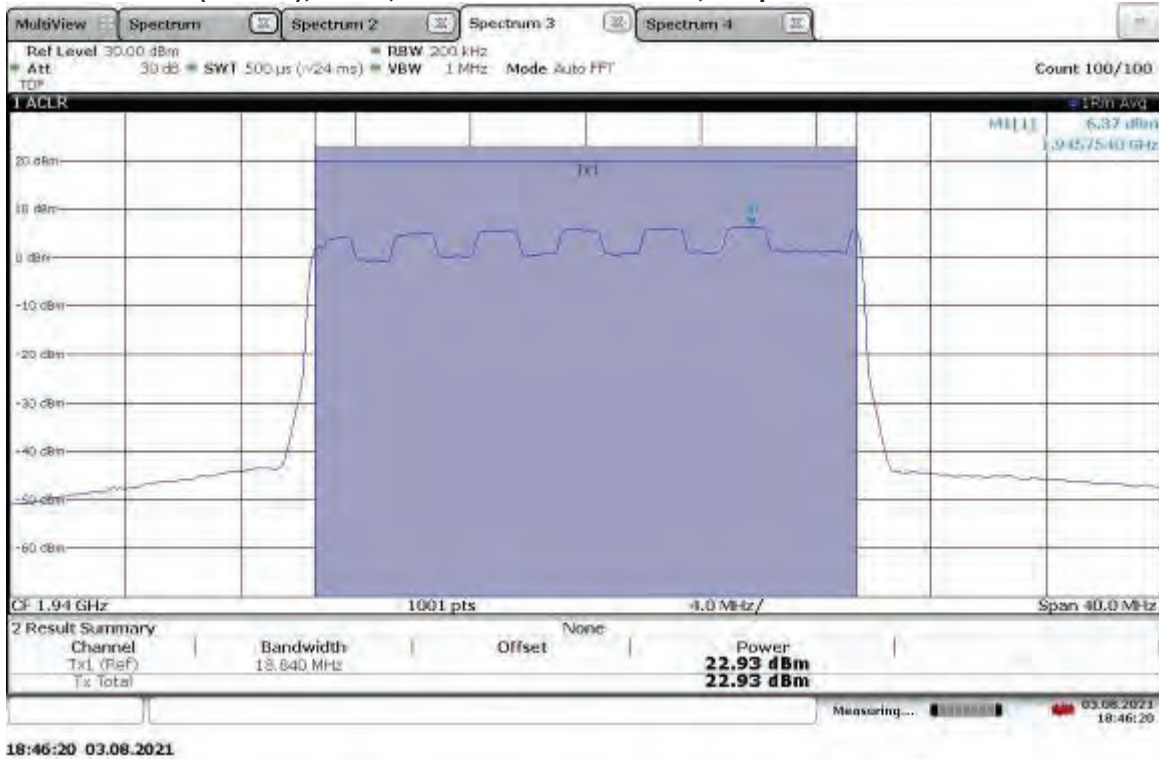 MultiView Spectrum Spectrum 2 Spectrum 3 Spectrum 4
Ref Level 30.00 dBm RBW 200 kHz
Att 30 dB SWT 500 µs (~24 ms) VBW 1 MHz Mode Auto FFT Count 100/100
TDF
1 ACLR 1Rm Avg
M1[1] 6.37 dBm
1.9457540 GHz
Tx1
20 dBm
10 dBm
0 dBm
-10 dBm
-20 dBm
-30 dBm
-40 dBm
-50 dBm
-60 dBm
CF 1.94 GHz 1001 pts 4.0 MHz/ Span 40.0 MHz
2 Result Summary None
Channel Bandwidth Offset Power
Tx1 (Ref) 18.840 MHz 22.93 dBm
Tx Total 22.93 dBm
Measuring... 03.08.2021
18:46:20
18:46:20 03.08.2021